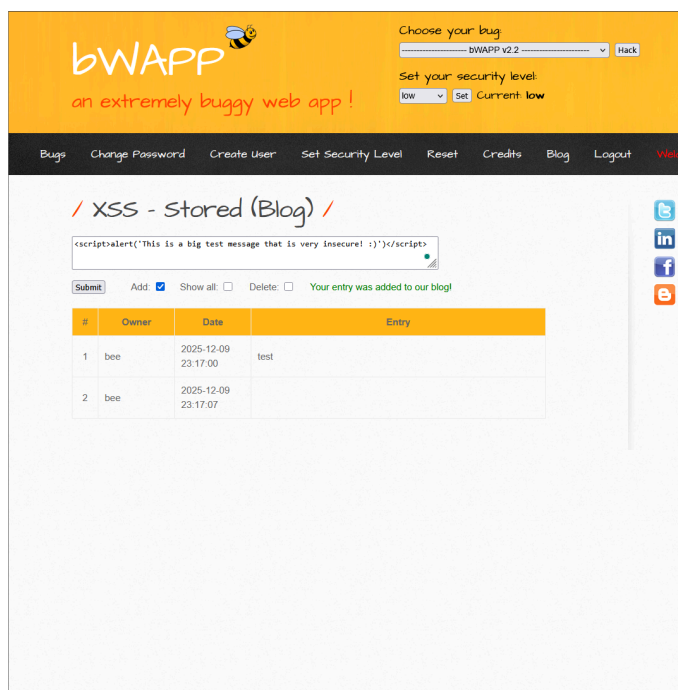 bWAPP
an extremely buggy web app !
Choose your bug:
---------------------- bWAPP v2.2 ----------------------- Hack
Set your security level:
low Set Current: low
Bugs Change Password Create User Set Security Level Reset Credits Blog Logout Wel
/ XSS - Stored (Blog) /
<script>alert('This is a big test message that is very insecure! :)')</script>
Submit Add: Show all: Delete: Your entry was added to our blog!
# Owner Date Entry
1 bee 2025-12-09 23:17:00 test
2 bee 2025-12-09 23:17:07
in
f